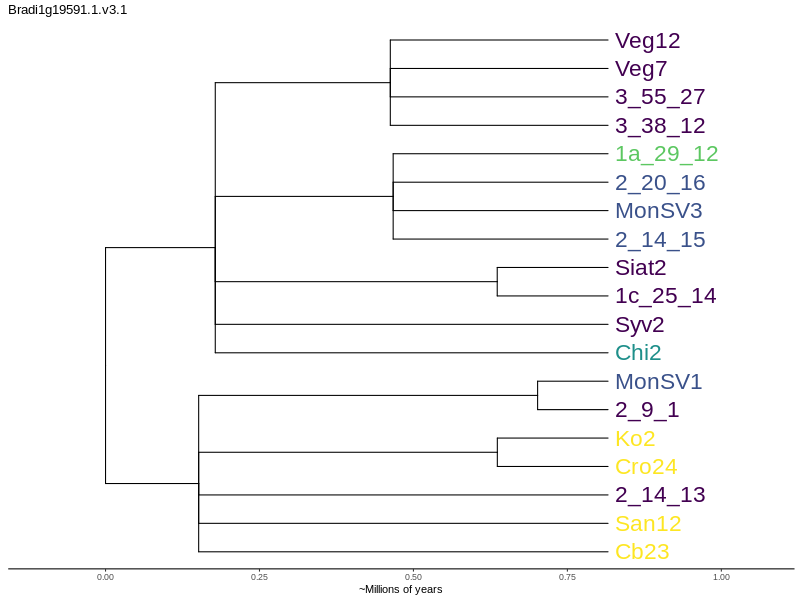 Bradi1g19591.1.v3.1
Veg12
Veg7
3_55_27
3_38_12
1a_29_12
2_20_16
MonSV3
2_14_15
Siat2
1c_25_14
Syv2
Chi2
MonSV1
2_9_1
Ko2
Cro24
2_14_13
San12
Cb23
0.00 0.25 0.50 0.75 1.00
~Millions of years